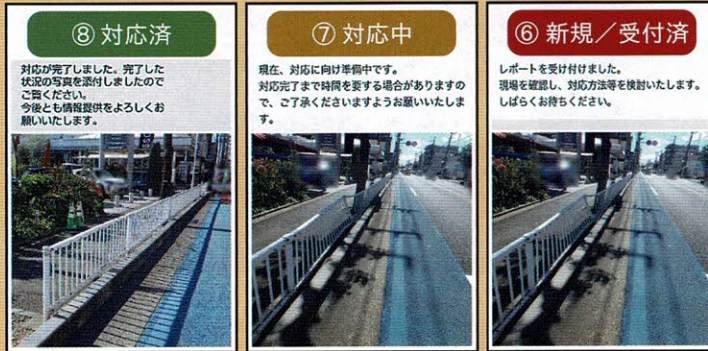 ⑧ 対応済
対応が完了しました。完了した
状況の写真を添付しましたので
ご覧ください。
今後とも情報提供をよろしくお
願いいたします。
⑦ 対応中
現在、対応に向け準備中です。
対応完了まで時間を要する場合がありますの
で、ご了承くださいますようお願いいたしま
す。
⑥ 新規／受付済
レポートを受け付けました。
現場を確認し、対応方法等を検討いたします。
しばらくお待ちください。